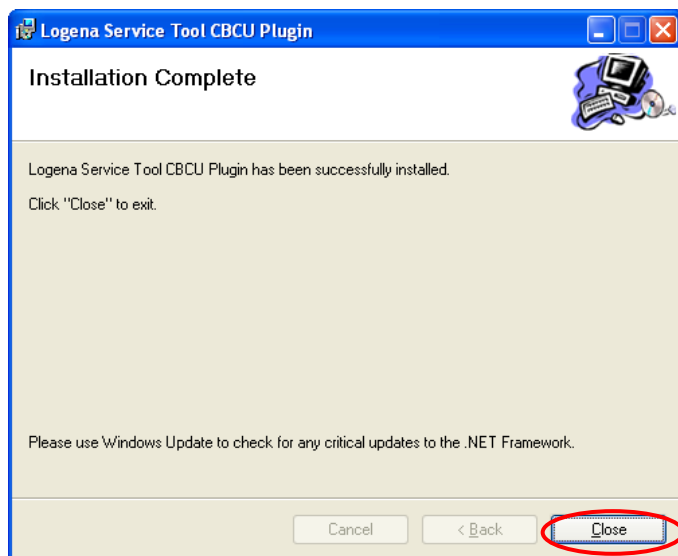 Logena Service Tool CBCU Plugin
Installation Complete
Logena Service Tool CBCU Plugin has been successfully installed.
Click "Close" to exit.
Please use Windows Update to check for any critical updates to the .NET Framework.
Cancel
< Back
Close